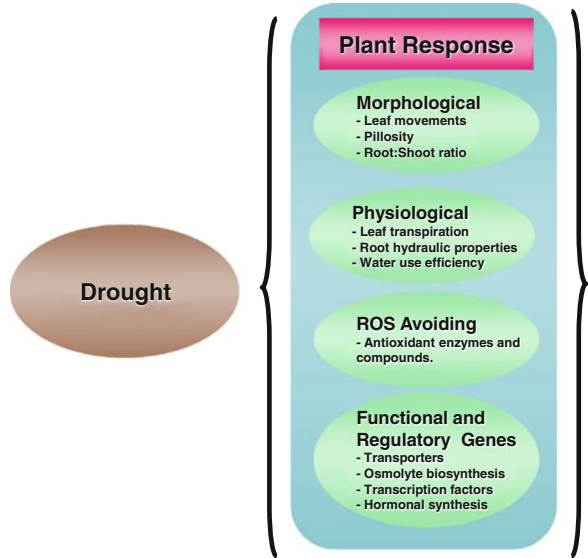 Drought
Plant Response
Morphological
- Leaf movements
- Pillosity
- Root:Shoot ratio
Physiological
- Leaf transpiration
- Root hydraulic properties
- Water use efficiency
ROS Avoiding
- Antioxidant enzymes and
compounds.
Functional and
Regulatory Genes
- Transporters
- Osmolyte biosynthesis
- Transcription factors
- Hormonal synthesis